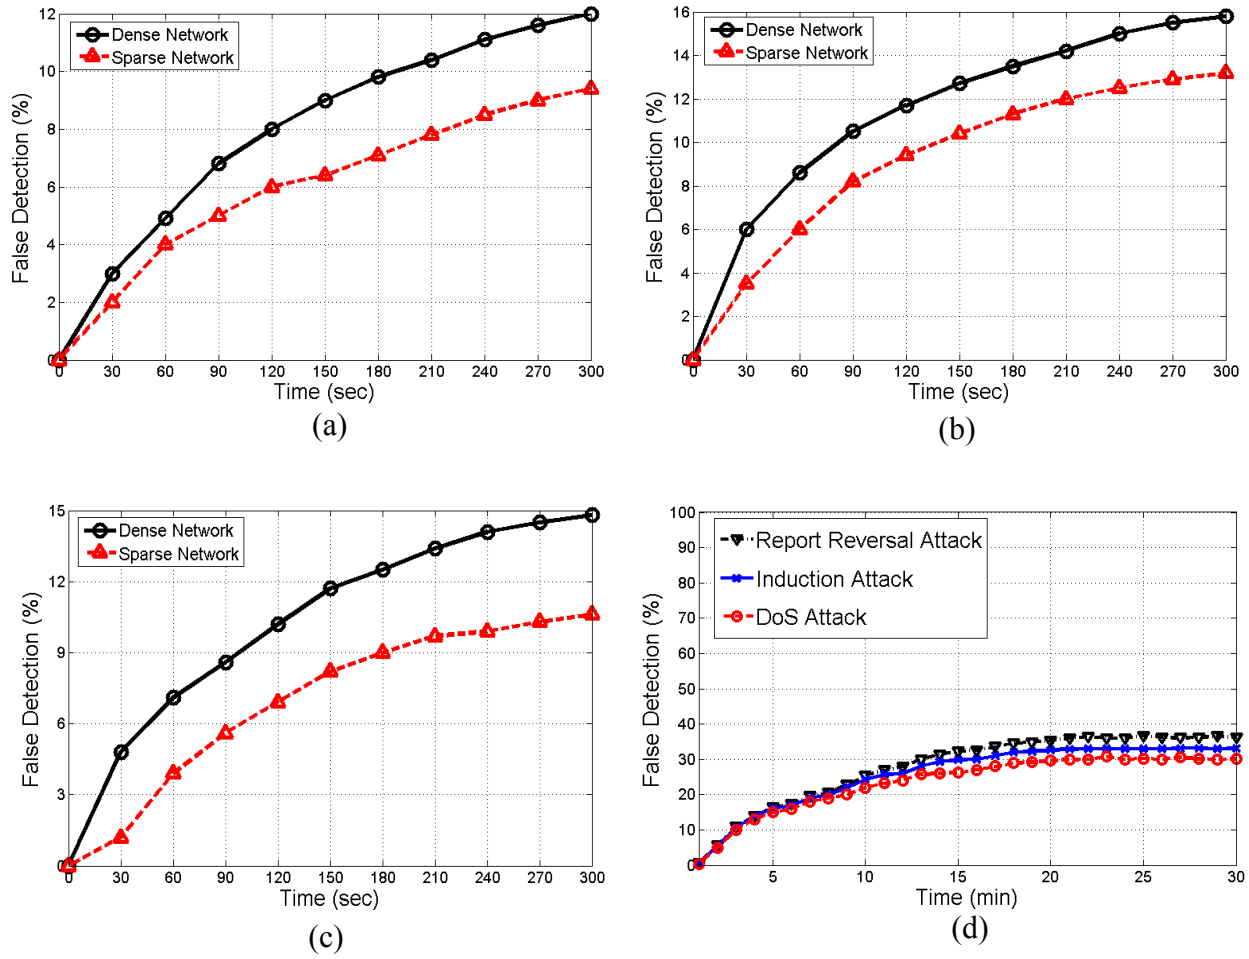 False Detection (%)
12
10
8
6
4
2
0
Dense Network
Sparse Network
0 30 60 90 120 150 180 210 240 270 300
Time (sec)
(a)
False Detection (%)
16
14
12
10
8
6
4
2
0
Dense Network
Sparse Network
0 30 60 90 120 150 180 210 240 270 300
Time (sec)
(b)
False Detection (%)
15
12
9
6
3
0
Dense Network
Sparse Network
0 30 60 90 120 150 180 210 240 270 300
Time (sec)
(c)
False Detection (%)
100
90
80
70
60
50
40
30
20
10
0
Report Reversal Attack
Induction Attack
DoS Attack
5 10 15 20 25 30
Time (min)
(d)